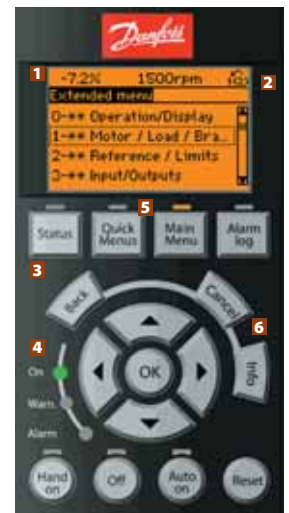 Danfoss
1
-7.2% 1500rpm
2
Extended menu
0-** Operation/Display
1-** Motor / Load / Bra...
2-** Reference / Limits
3-** Input/Outputs
5
Status
Quick Menus
Main Menu
Alarm log
3
Back
Cancel
6
4
On
OK
Info
Warn.
Alarm
Hand on
Off
Auto on
Reset